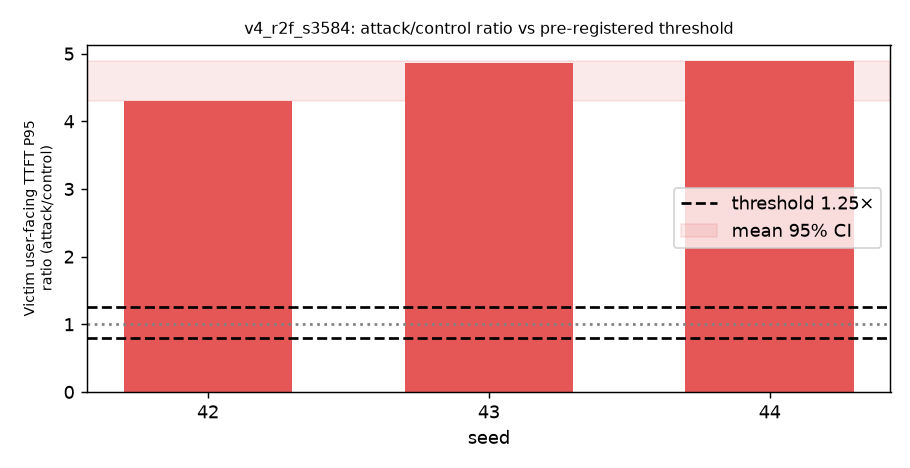 v4_r2f_s3584: attack/control ratio vs pre-registered threshold
Victim user-facing TTFT P95
ratio (attack/control)
5
4
3
2
1
0
threshold 1.25×
mean 95% CI
42
43
44
seed